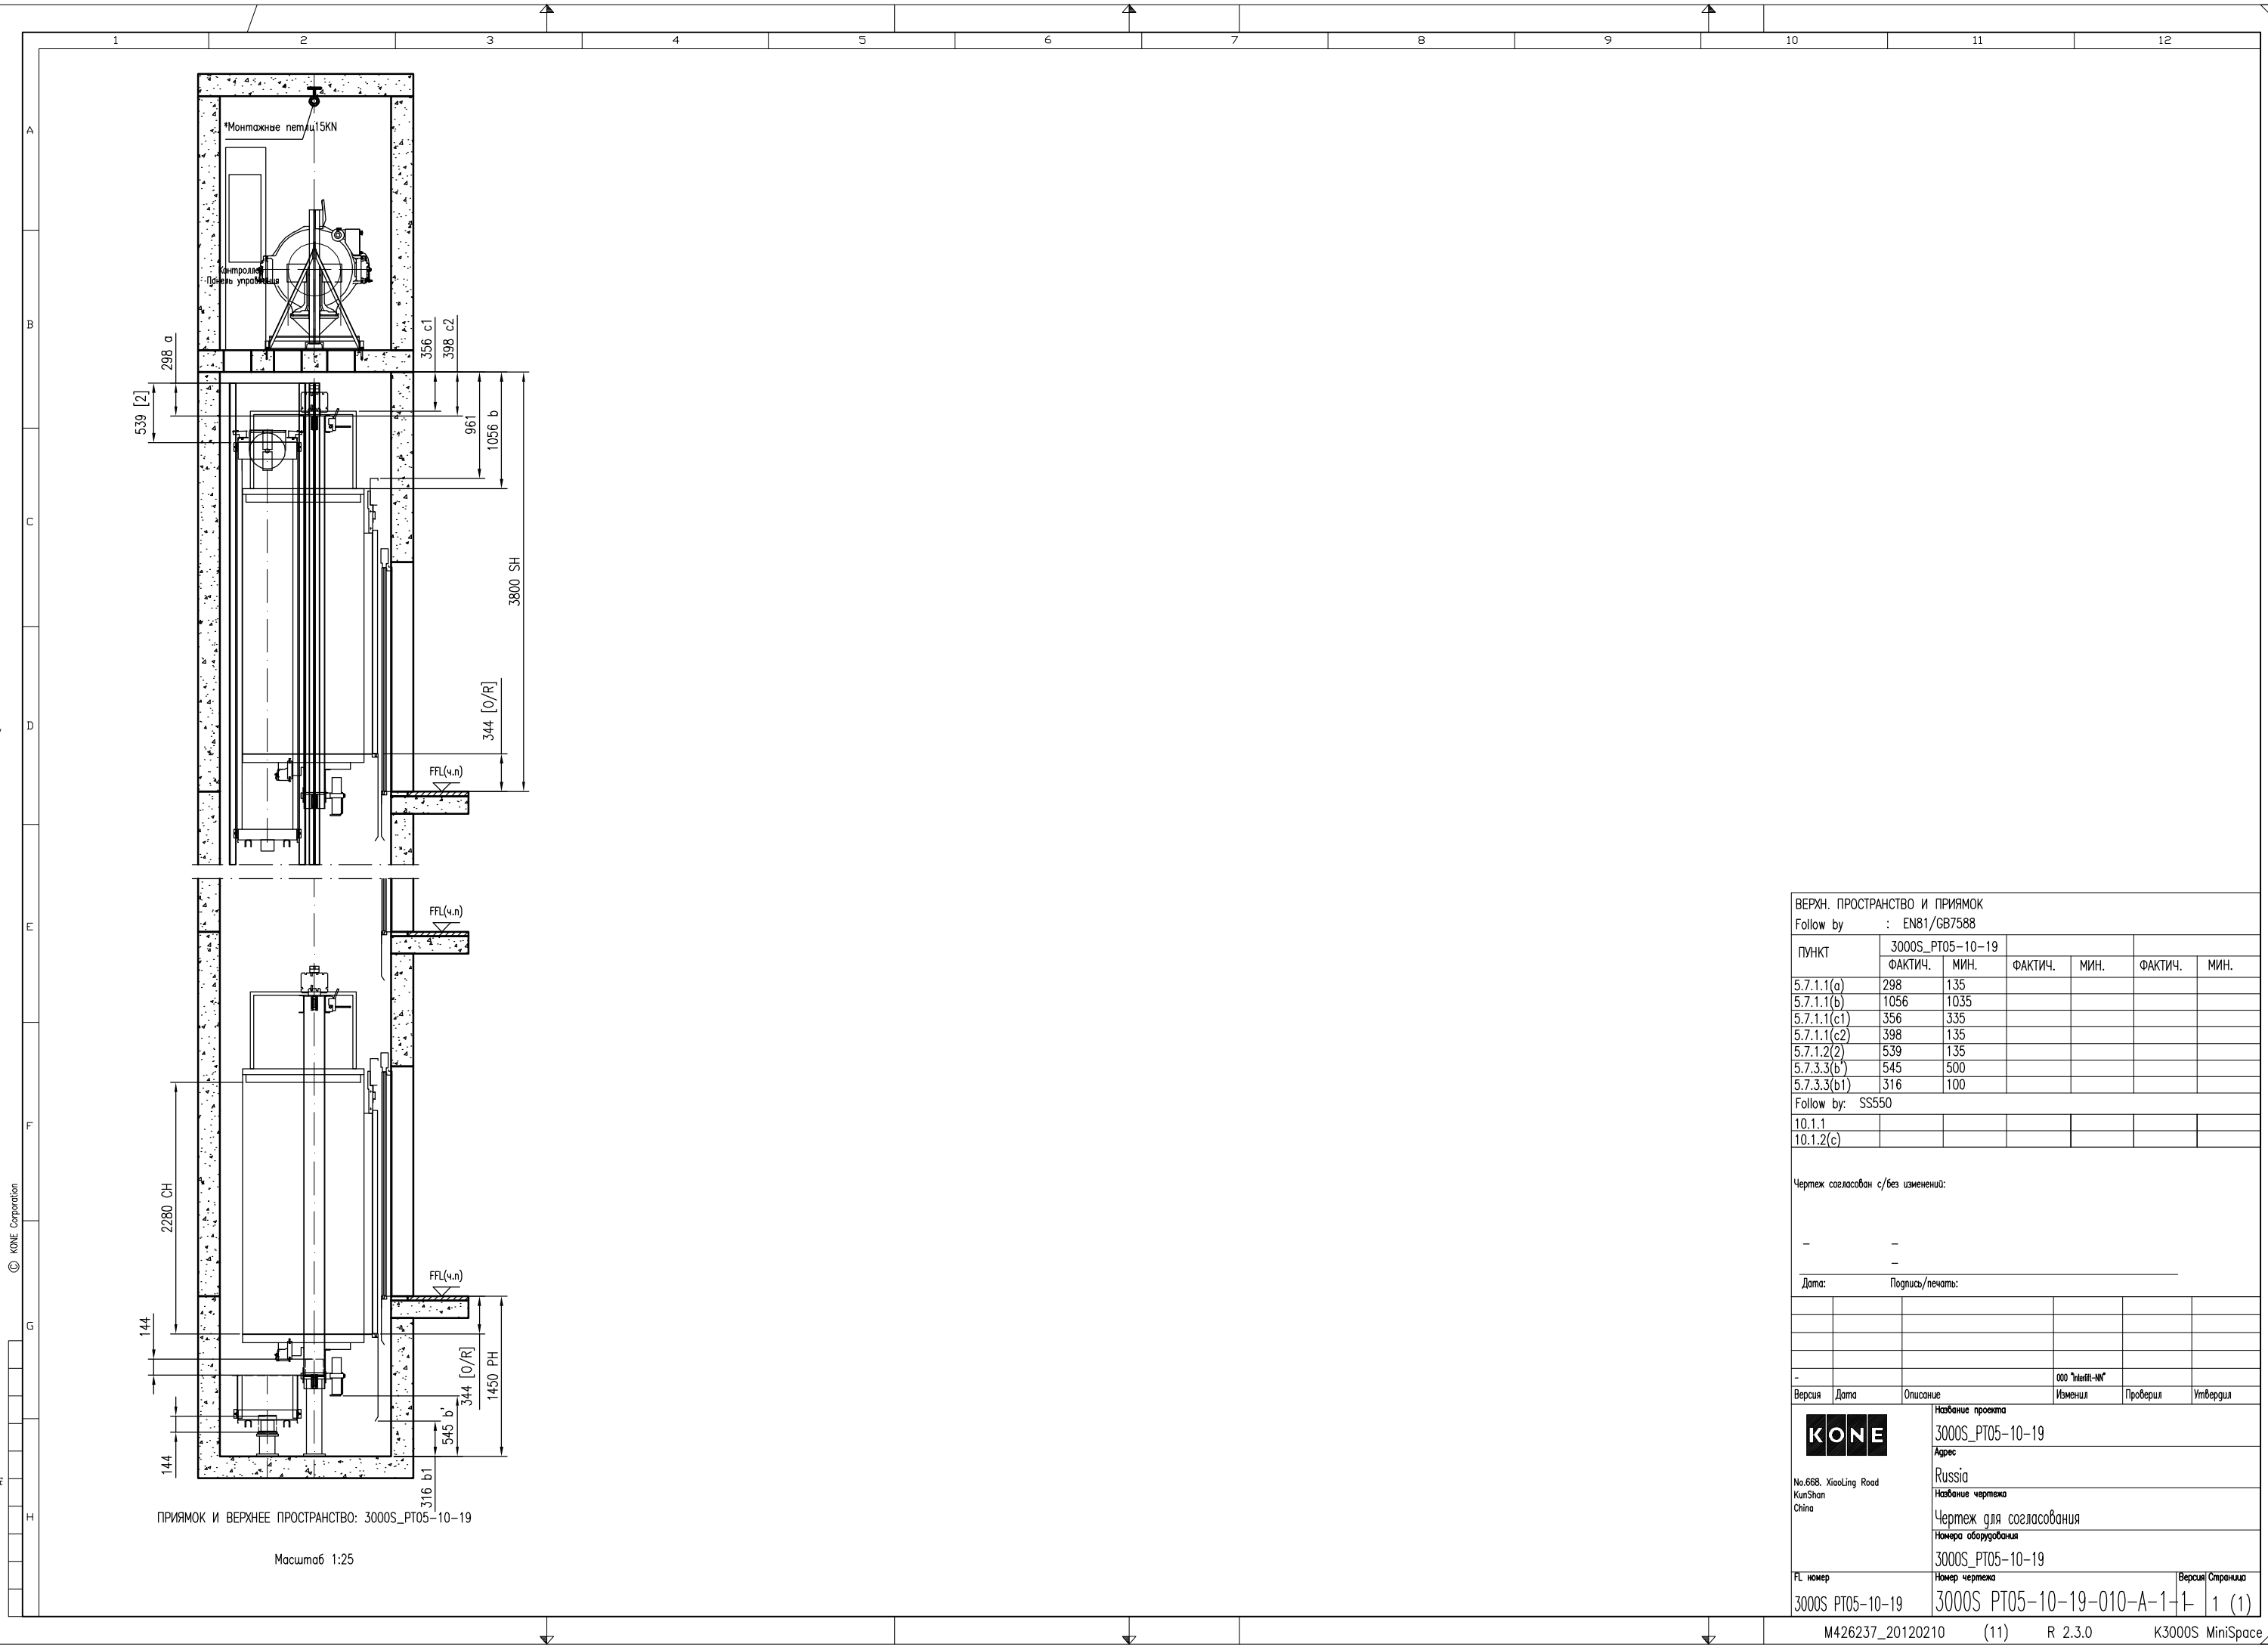 1 2 3 4 5 6 7 8 9 10 11 12
A
B
C
D
E
F
G
H
*Монтажные петли15KN
Контроллер
Панель управления
298 a
539 [2]
356 c1
398 c2
961
1056 b
3800 SH
344 [O/R]
FFL(ч.п)
FFL(ч.п)
2280 CH
FFL(ч.п)
144
144
344 [O/R]
1450 PH
545 b'
316 b1
ПРИЯМОК И ВЕРХНЕЕ ПРОСТРАНСТВО: 3000S_PT05-10-19
Масштаб 1:25
© KONE Corporation
ВЕРХН. ПРОСТРАНСТВО И ПРИЯМОК
Follow by : EN81/GB7588
ПУНКТ 3000S_PT05-10-19
ФАКТИЧ. МИН. ФАКТИЧ. МИН. ФАКТИЧ. МИН.
5.7.1.1(a) 298 135
5.7.1.1(b) 1056 1035
5.7.1.1(c1) 356 335
5.7.1.1(c2) 398 135
5.7.1.2(2) 539 135
5.7.3.3(b') 545 500
5.7.3.3(b1) 316 100
Follow by: SS550
10.1.1
10.1.2(c)
Чертеж согласован с/без изменений:
– –
–
Дата: Подпись/печать:
- ООО "Interlift-NN"
Версия Дата Описание Изменил Проверил Утвердил
KONE
No.668. XiaoLing Road
KunShan
China
Название проекта
3000S_PT05-10-19
Адрес
Russia
Название чертежа
Чертеж для согласования
Номера оборудования
3000S_PT05-10-19
FL номер Номер чертежа Версия Страница
3000S PT05-10-19 3000S PT05-10-19-010-A-1-1 - 1 (1)
M426237_20120210 (11) R 2.3.0 K3000S MiniSpace